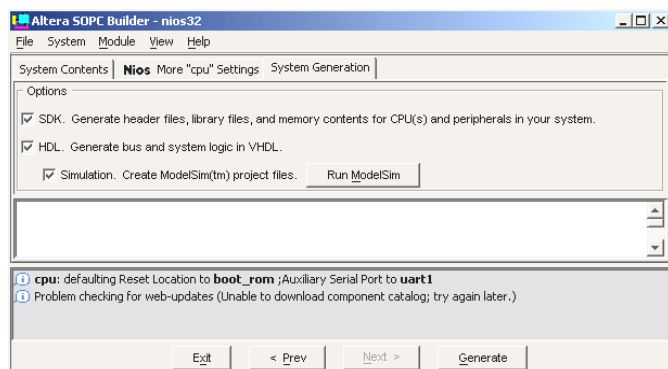 Altera SOPC Builder - nios32
File System Module View Help
System Contents Nios More "cpu" Settings System Generation
Options
SDK. Generate header files, library files, and memory contents for CPU(s) and peripherals in your system.
HDL. Generate bus and system logic in VHDL.
Simulation. Create ModelSim(tm) project files. Run ModelSim
cpu: defaulting Reset Location to boot_rom ;Auxiliary Serial Port to uart1
Problem checking for web-updates (Unable to download component catalog; try again later.)
Exit < Prev Next > Generate